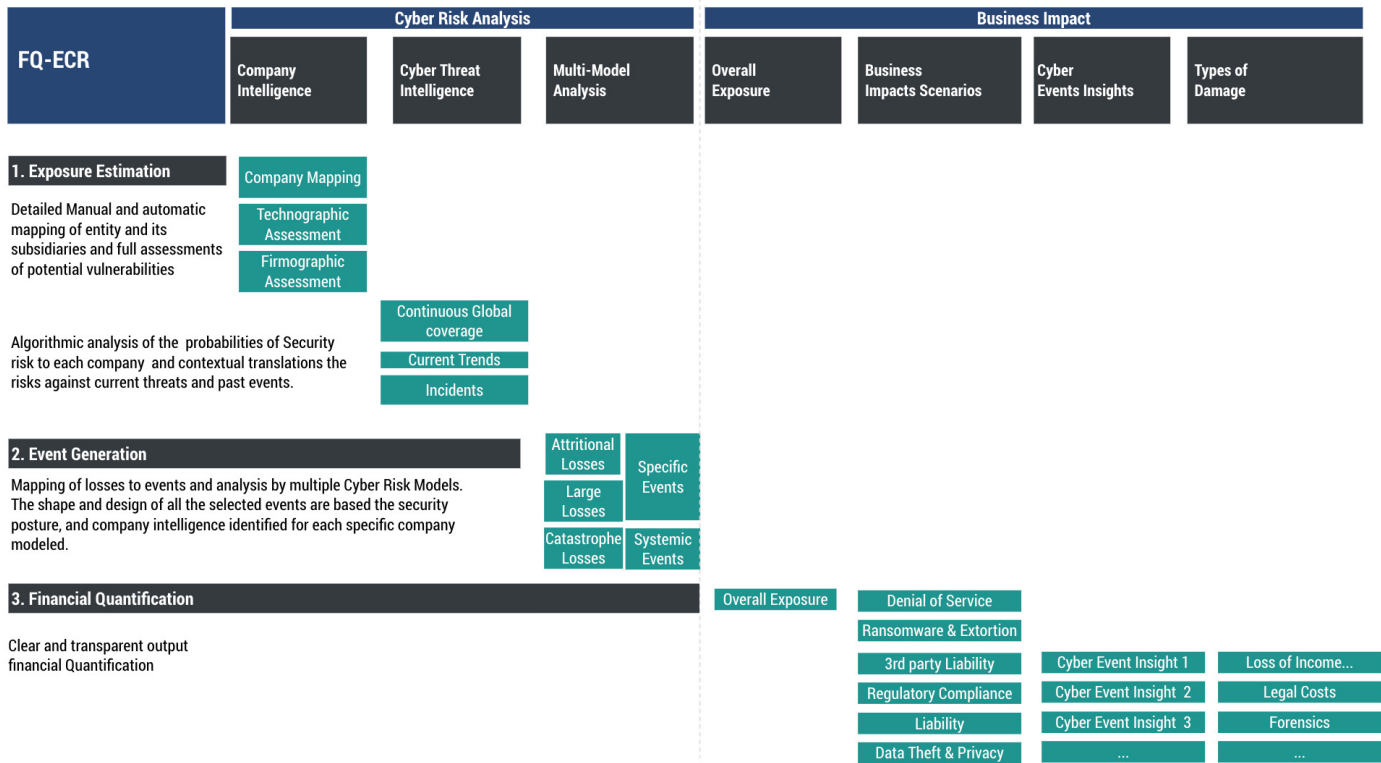 Cyber Risk Analysis
Business Impact
FQ-ECR
Company
Intelligence
Cyber Threat
Intelligence
Multi-Model
Analysis
Overall
Exposure
Business
Impacts Scenarios
Cyber
Events Insights
Types of
Damage
1. Exposure Estimation
Detailed Manual and automatic
mapping of entity and its
subsidiaries and full assessments
of potential vulnerabilities
Company Mapping
Technographic
Assessment
Firmographic
Assessment
Algorithmic analysis of the probabilities of Security
risk to each company and contextual translations the
risks against current threats and past events.
Continuous Global
coverage
Current Trends
Incidents
2. Event Generation
Mapping of losses to events and analysis by multiple Cyber Risk Models.
The shape and design of all the selected events are based the security
posture, and company intelligence identified for each specific company
modeled.
Attritional
Losses
Large
Losses
Catastrophe
Losses
Specific
Events
Systemic
Events
3. Financial Quantification
Clear and transparent output
financial Quantification
Overall Exposure
Denial of Service
Ransomware & Extortion
3rd party Liability
Regulatory Compliance
Liability
Data Theft & Privacy
Cyber Event Insight 1
Cyber Event Insight 2
Cyber Event Insight 3
...
Loss of Income...
Legal Costs
Forensics
...